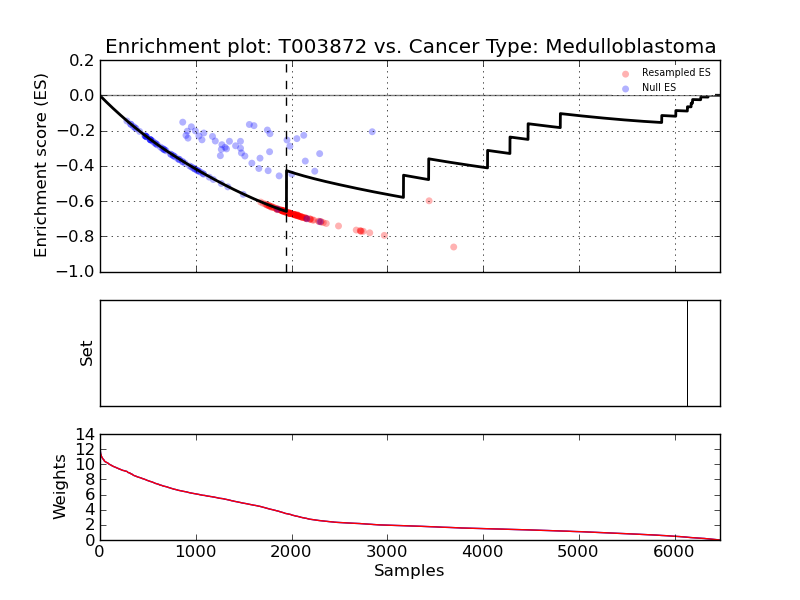 Enrichment plot: T003872 vs. Cancer Type: Medulloblastoma
Enrichment score (ES)
0.2
0.0
−0.2
−0.4
−0.6
−0.8
−1.0
Resampled ES
Null ES
Set
Weights
14
12
10
8
6
4
2
0
0 1000 2000 3000 4000 5000 6000
Samples